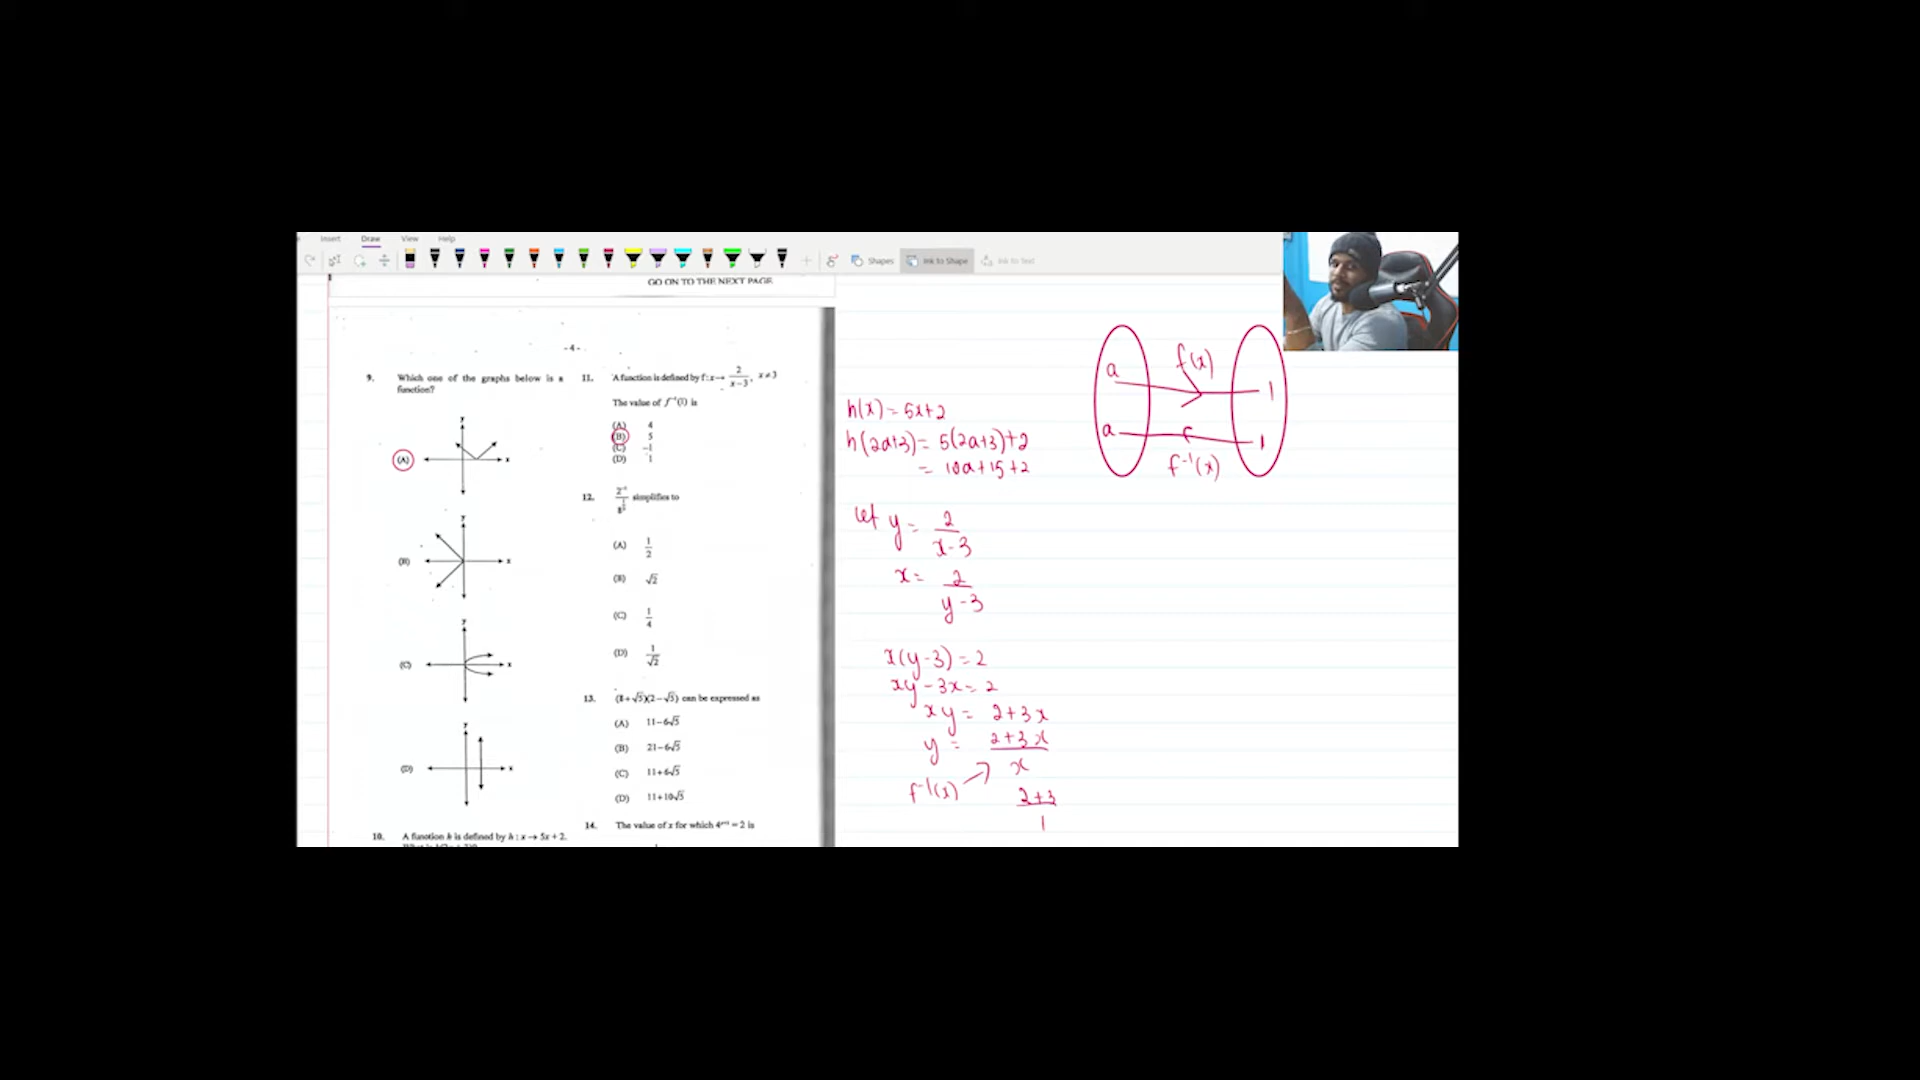 Insert Draw View Help
Shapes Ink to Shape Ink to Text
GO ON TO THE NEXT PAGE
- 4 -
9. Which one of the graphs below is a function?
(A) y x
(B) y x
(C) y x
(D) y x
10. A function h is defined by h : x → 5x + 2.
11. A function is defined by f : x → 2/(x−3), x ≠ 3
The value of f⁻¹(1) is
(A) 4
(B) 5
(C) −1
(D) 1
12. simplifies to
(A) 1/2
(B) √2
(C) 1/4
(D) 1/√2
13. (8+√5)(2−√5) can be expressed as
(A) 11−6√5
(B) 21−6√5
(C) 11+6√5
(D) 11+10√5
14. The value of x for which = 2 is
h(x) = 5x+2
h(2a+3) = 5(2a+3)+2
= 10a+15+2
let y = 2/(x-3)
x = 2/(y-3)
x(y-3) = 2
xy - 3x = 2
xy = 2+3x
y = (2+3x)/x
f⁻¹(x)
2+3
1
a f(x) 1
a 1
f⁻¹(x)